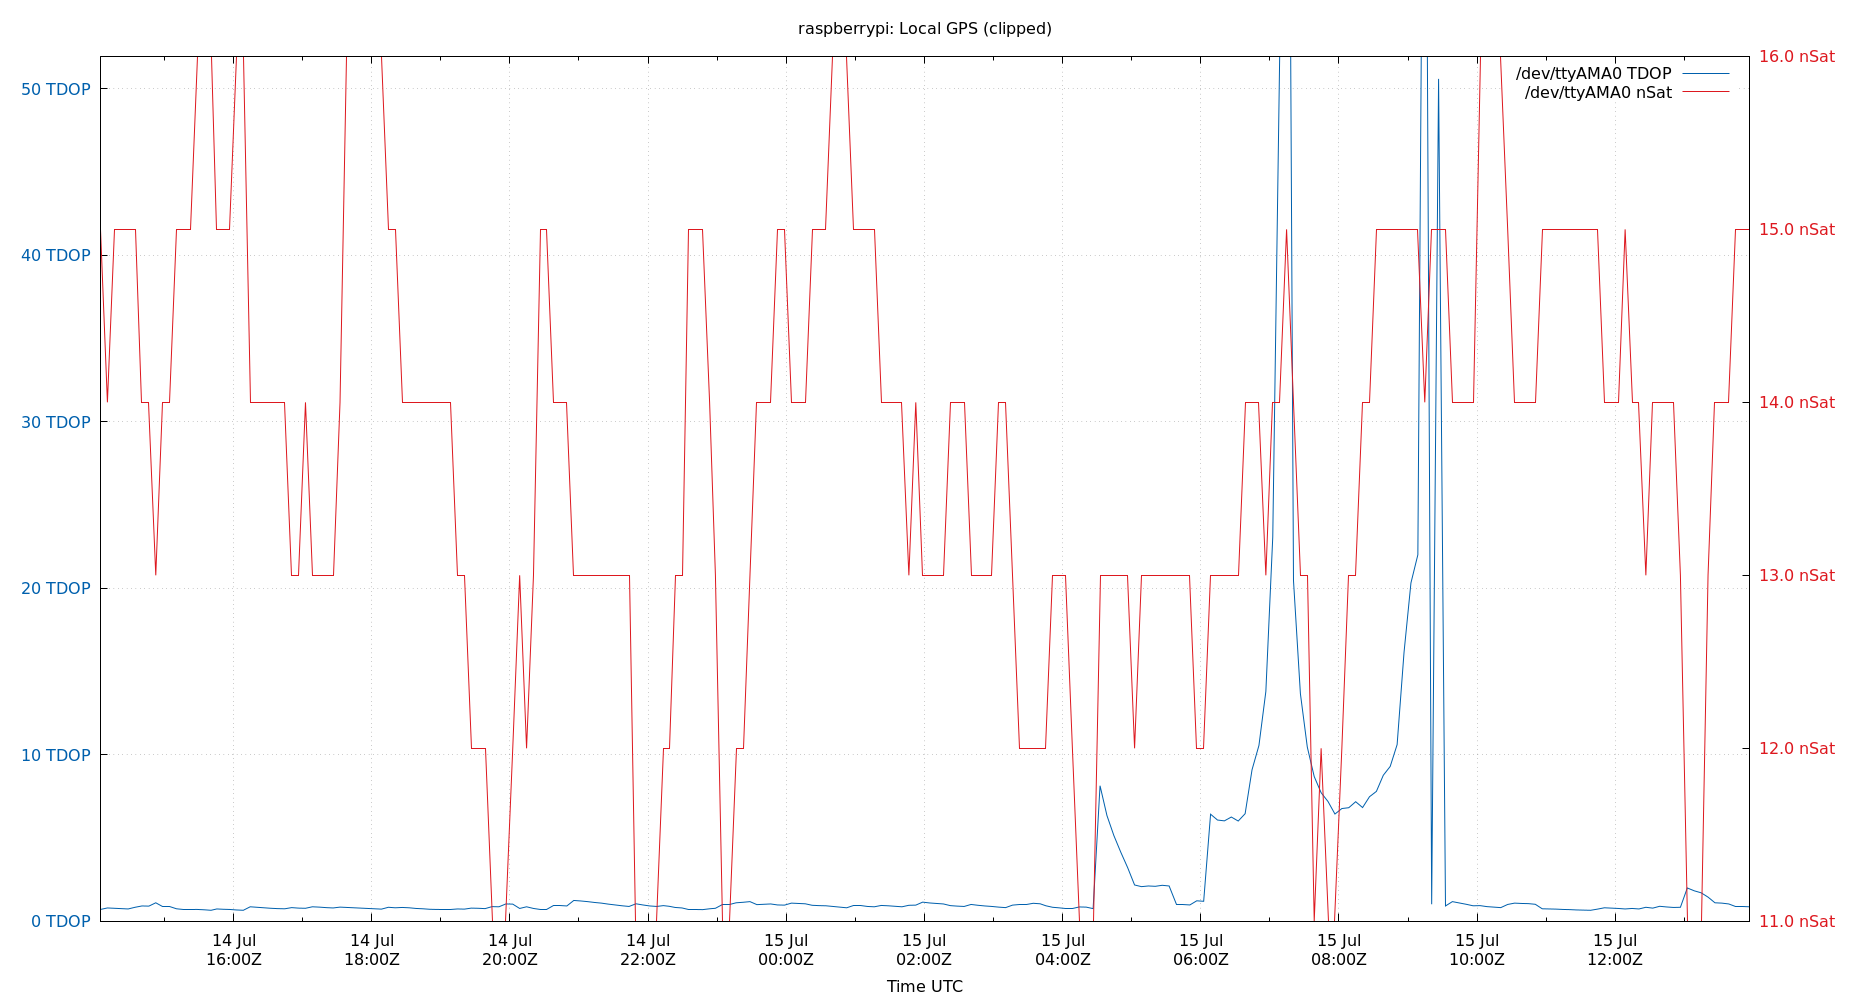 raspberrypi: Local GPS (clipped)
/dev/ttyAMA0 TDOP
/dev/ttyAMA0 nSat
50 TDOP
40 TDOP
30 TDOP
20 TDOP
10 TDOP
0 TDOP
16.0 nSat
15.0 nSat
14.0 nSat
13.0 nSat
12.0 nSat
11.0 nSat
14 Jul
16:00Z
14 Jul
18:00Z
14 Jul
20:00Z
14 Jul
22:00Z
15 Jul
00:00Z
15 Jul
02:00Z
15 Jul
04:00Z
15 Jul
06:00Z
15 Jul
08:00Z
15 Jul
10:00Z
15 Jul
12:00Z
Time UTC